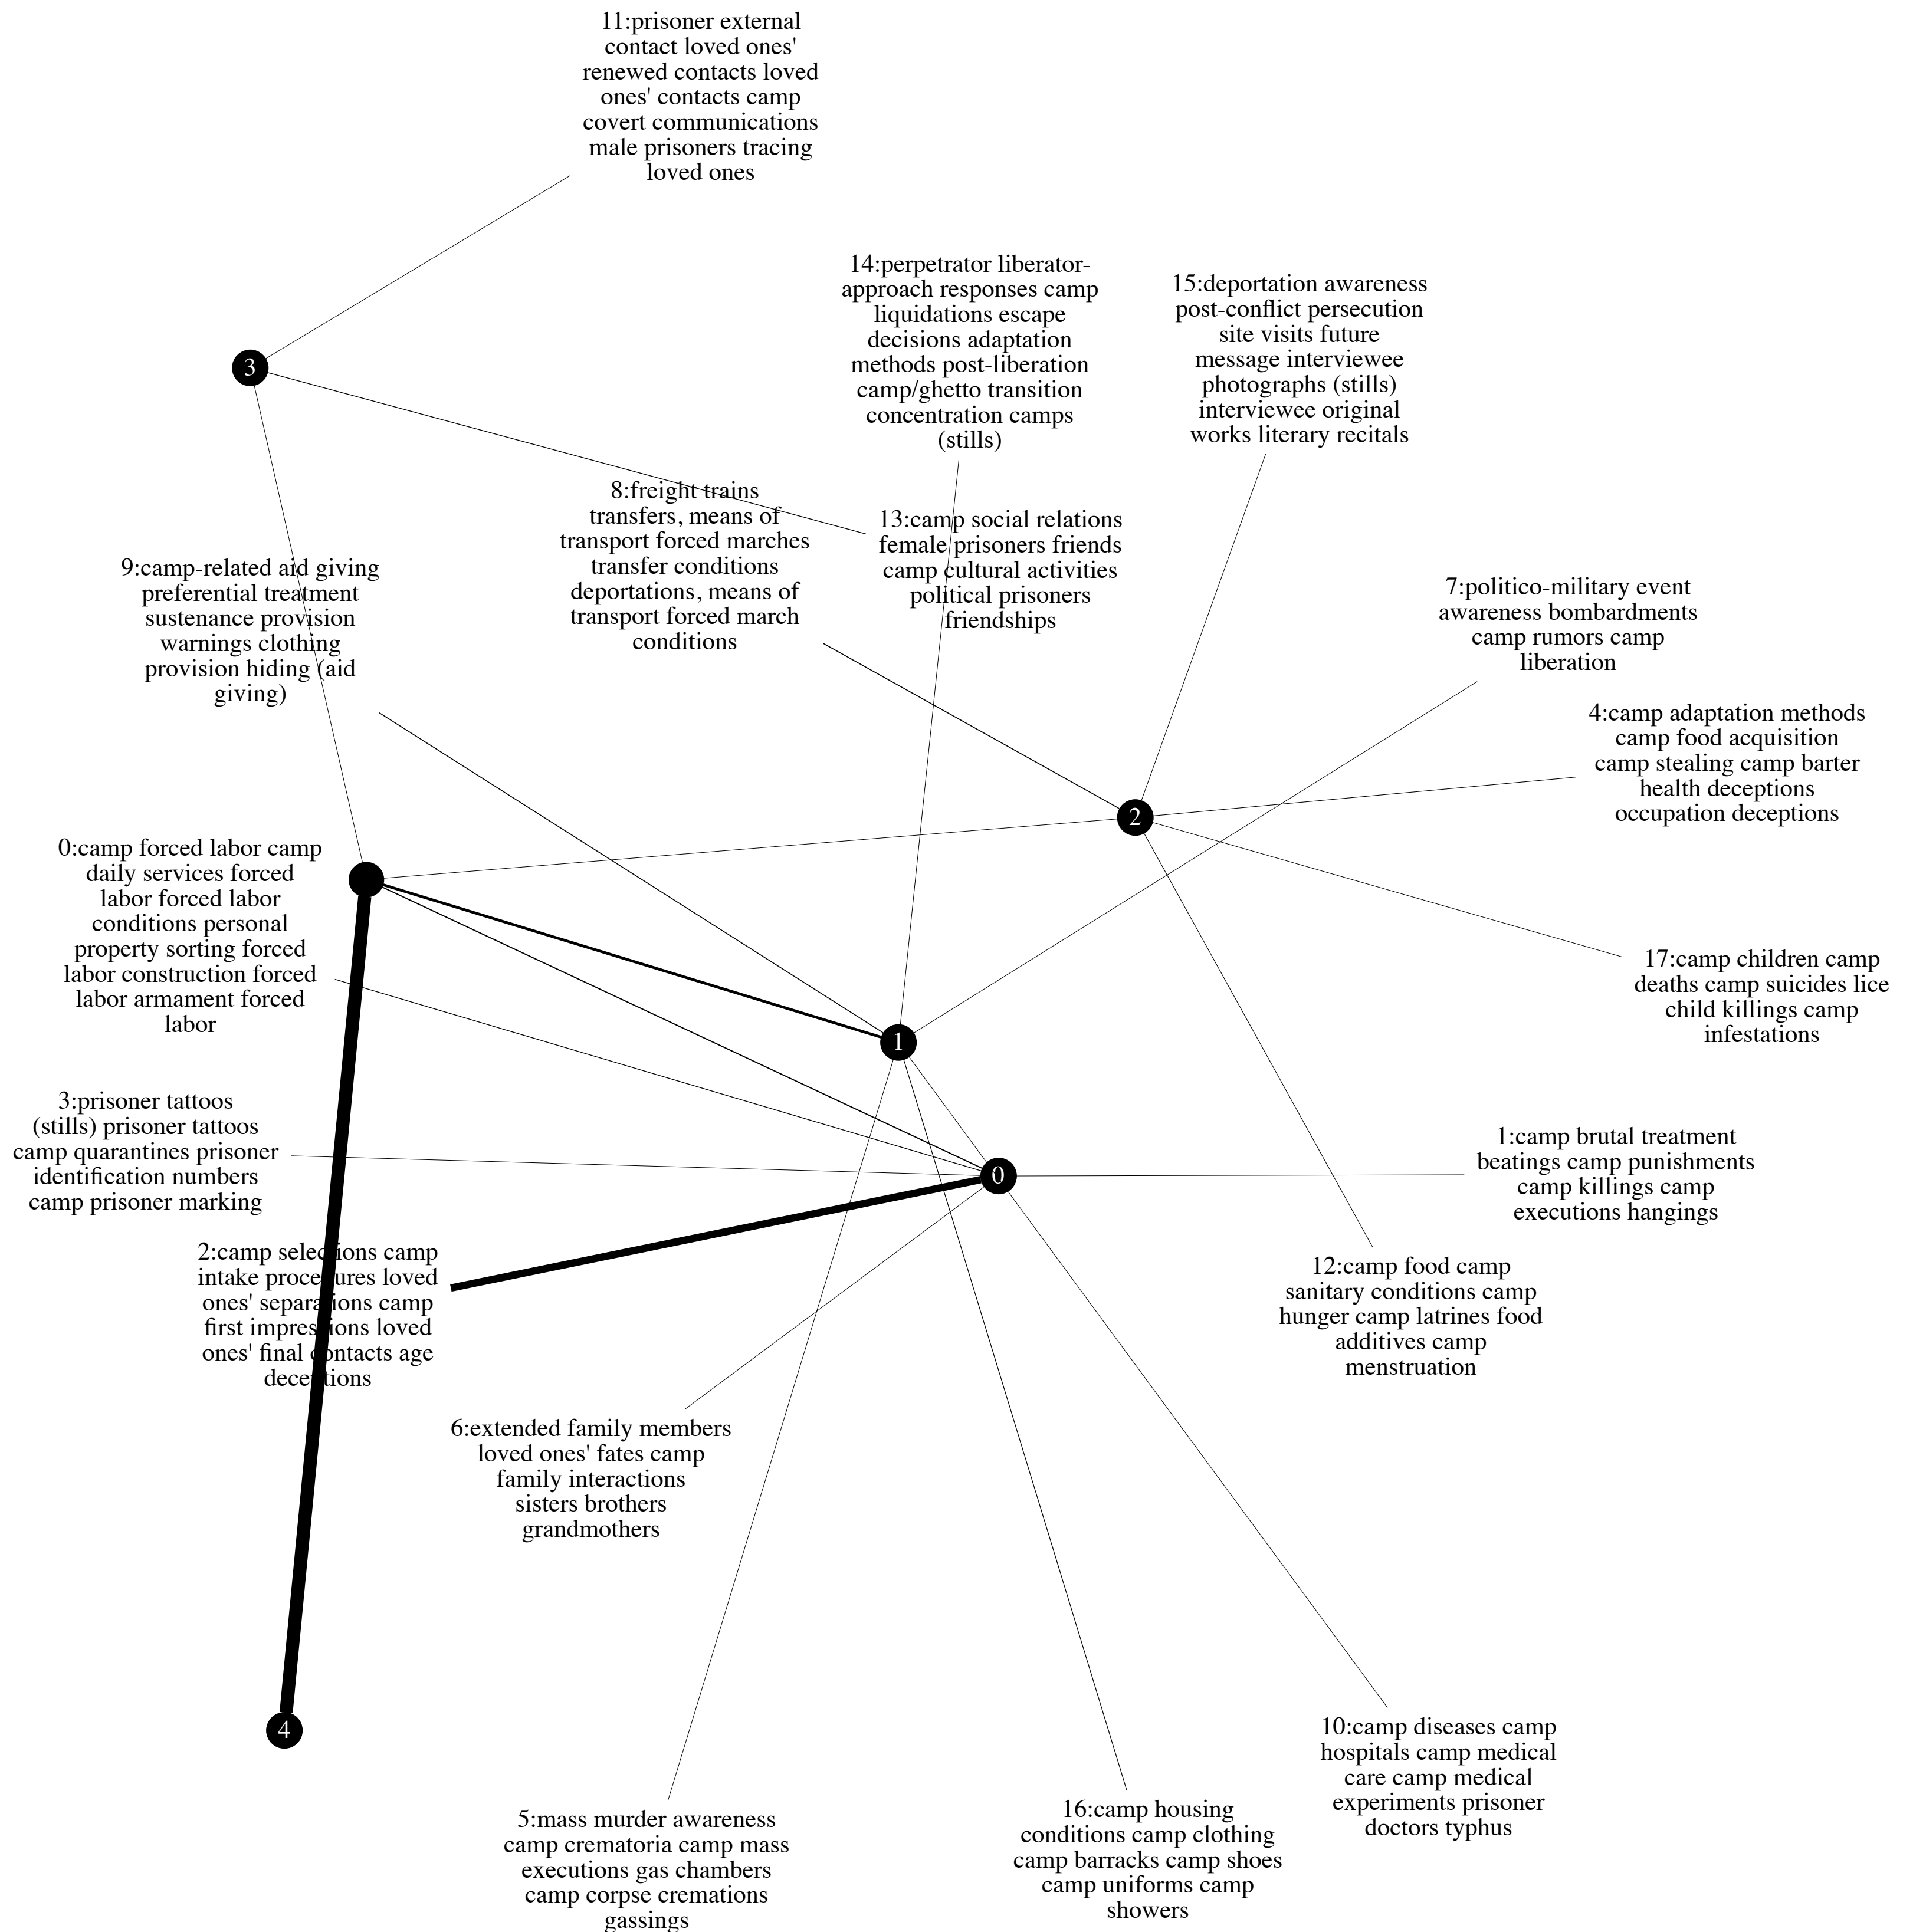 11:prisoner external
contact loved ones'
renewed contacts loved
ones' contacts camp
covert communications
male prisoners tracing
loved ones
14:perpetrator liberator-
approach responses camp
liquidations escape
decisions adaptation
methods post-liberation
camp/ghetto transition
concentration camps
(stills)
15:deportation awareness
post-conflict persecution
site visits future
message interviewee
photographs (stills)
interviewee original
works literary recitals
3
8:freight trains
transfers, means of
transport forced marches
transfer conditions
deportations, means of
transport forced march
conditions
13:camp social relations
female prisoners friends
camp cultural activities
political prisoners
friendships
9:camp-related aid giving
preferential treatment
sustenance provision
warnings clothing
provision hiding (aid
giving)
7:politico-military event
awareness bombardments
camp rumors camp
liberation
4:camp adaptation methods
camp food acquisition
camp stealing camp barter
health deceptions
occupation deceptions
2
0:camp forced labor camp
daily services forced
labor forced labor
conditions personal
property sorting forced
labor construction forced
labor armament forced
labor
17:camp children camp
deaths camp suicides lice
child killings camp
infestations
1
3:prisoner tattoos
(stills) prisoner tattoos
camp quarantines prisoner
identification numbers
camp prisoner marking
0
1:camp brutal treatment
beatings camp punishments
camp killings camp
executions hangings
2:camp selections camp
intake procedures loved
ones' separations camp
first impressions loved
ones' final contacts age
deceptions
12:camp food camp
sanitary conditions camp
hunger camp latrines food
additives camp
menstruation
6:extended family members
loved ones' fates camp
family interactions
sisters brothers
grandmothers
4
10:camp diseases camp
hospitals camp medical
care camp medical
experiments prisoner
doctors typhus
5:mass murder awareness
camp crematoria camp mass
executions gas chambers
camp corpse cremations
gassings
16:camp housing
conditions camp clothing
camp barracks camp shoes
camp uniforms camp
showers